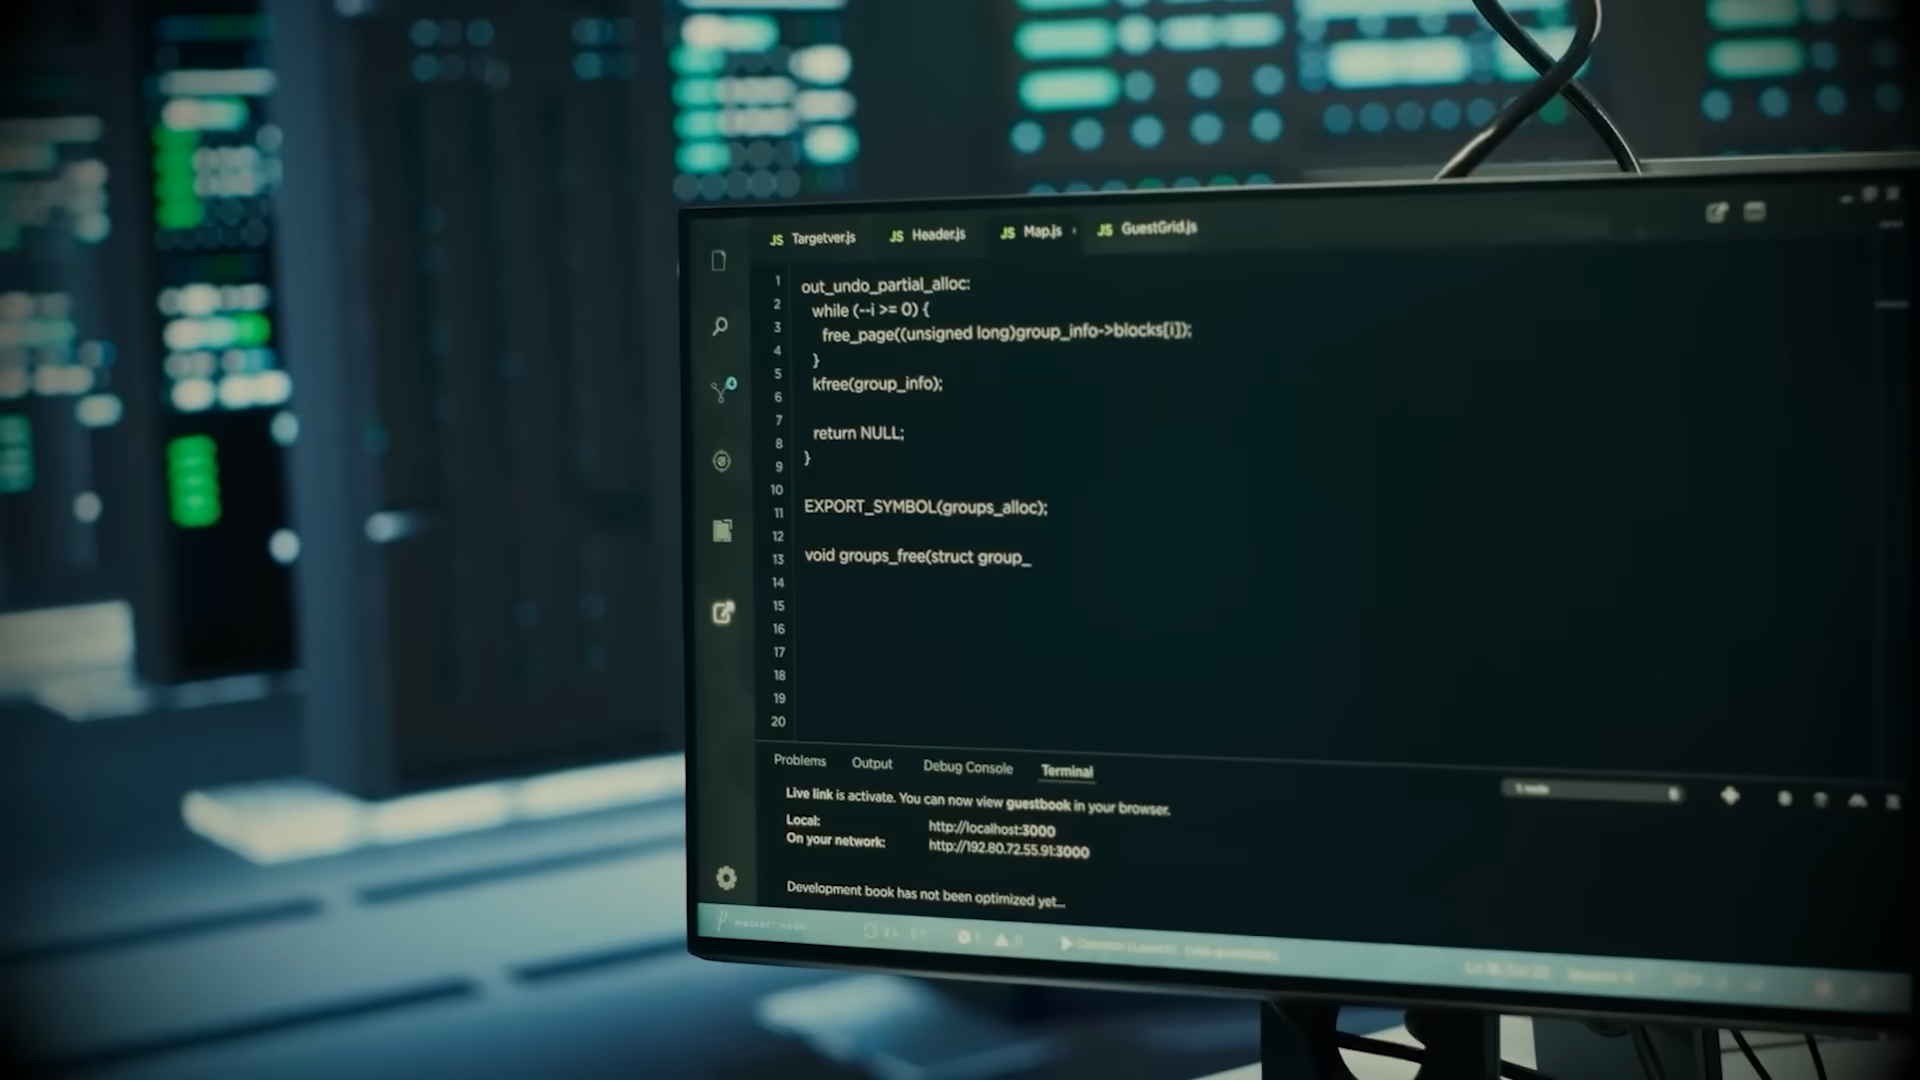 JS Targetver.js JS Header.js JS Map.js JS GuestGrid.js
1 out_undo_partial_alloc:
2 while (--i >= 0) {
3 free_page((unsigned long)group_info->blocks[i]);
4 }
5 kfree(group_info);
6
7 return NULL;
8 }
9
10 EXPORT_SYMBOL(groups_alloc);
11
12 void groups_free(struct group_
13
14
15
16
17
18
19
20
Problems Output Debug Console Terminal
Live link is activate. You can now view guestbook in your browser.
Local: http://localhost:3000
On your network: http://192.80.72.55.91:3000
Development book has not been optimized yet...